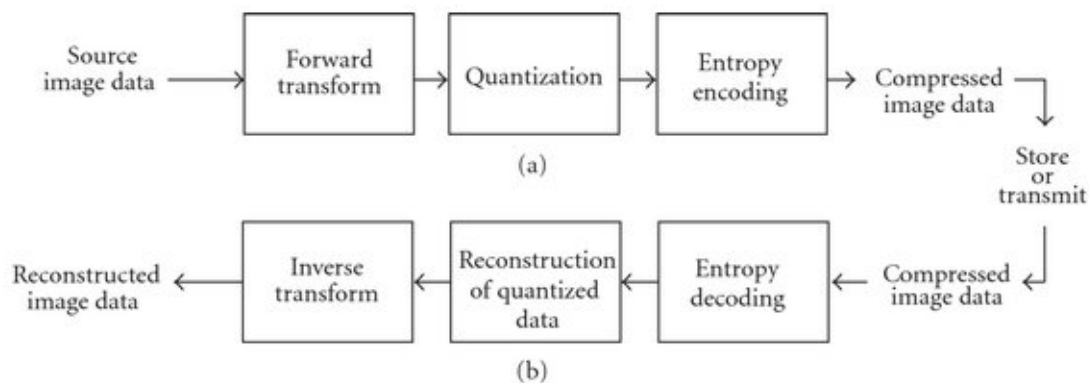 Source
image data
Forward
transform
Quantization
Entropy
encoding
Compressed
image data
(a)
Store
or
transmit
Reconstructed
image data
Inverse
transform
Reconstruction
of quantized
data
Entropy
decoding
Compressed
image data
(b)